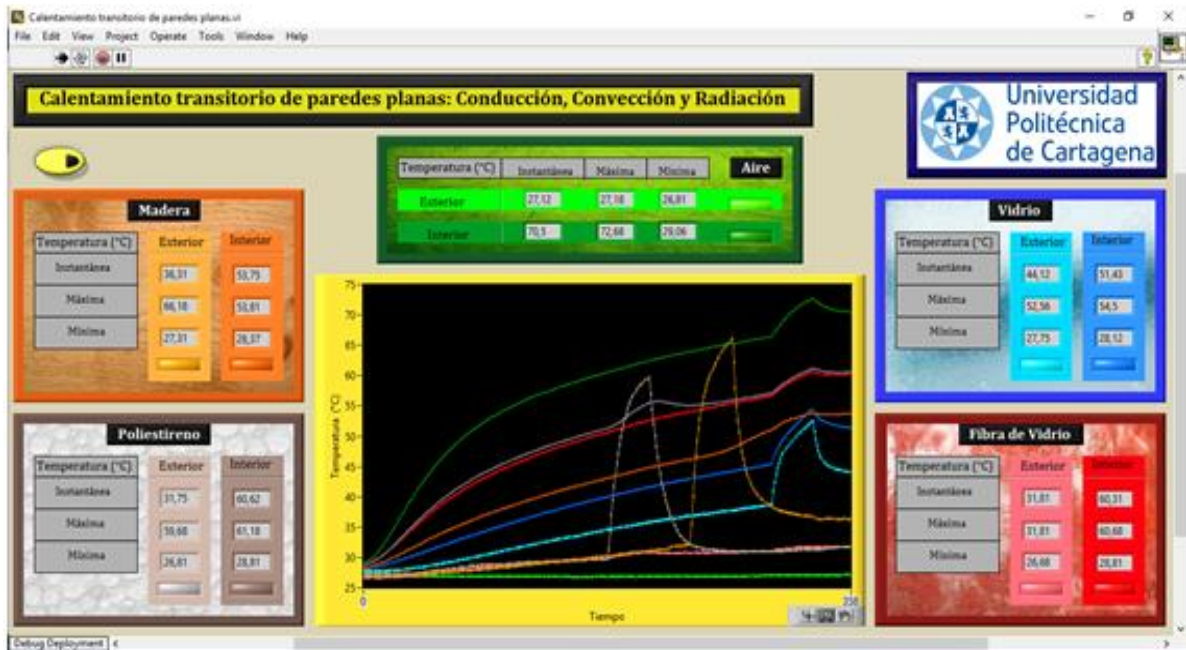 Calentamiento transitorio de paredes planas.vi
File Edit View Project Operate Tools Window Help
Calentamiento transitorio de paredes planas: Conducción, Convección y Radiación
Universidad
Politécnica
de Cartagena
Temperatura (°C) Instantánea Máxima Mínima Aire
Exterior 27,12 27,18 26,81
Interior 70,5 72,68 29,06
Madera
Temperatura (°C) Exterior Interior
Instantánea 36,31 53,75
Máxima 66,18 53,81
Mínima 27,31 28,37
Vidrio
Temperatura (°C) Exterior Interior
Instantánea 44,12 51,43
Máxima 52,56 54,5
Mínima 27,75 28,12
75
70
65
60
55
50
45
40
35
30
25
Temperatura (°C)
0 258
Tiempo
Poliestireno
Temperatura (°C) Exterior Interior
Instantánea 31,75 60,62
Máxima 59,68 61,18
Mínima 26,81 28,81
Fibra de Vidrio
Temperatura (°C) Exterior Interior
Instantánea 31,81 60,31
Máxima 31,81 60,68
Mínima 26,68 28,81
Debug Deployment